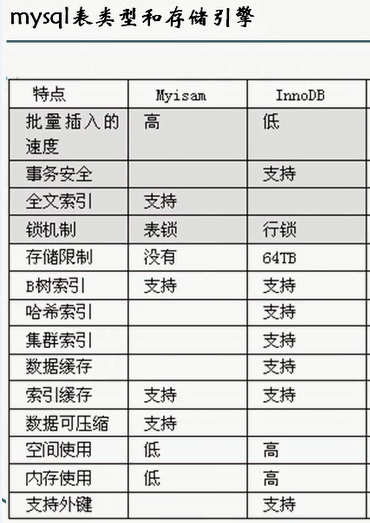 mysql表类型和存储引擎
特点 Myisam InnoDB
批量插入的速度 高 低
事务安全 支持
全文索引 支持
锁机制 表锁 行锁
存储限制 没有 64TB
B树索引 支持 支持
哈希索引 支持
集群索引 支持
数据缓存 支持
索引缓存 支持 支持
数据可压缩 支持
空间使用 低 高
内存使用 低 高
支持外键 支持